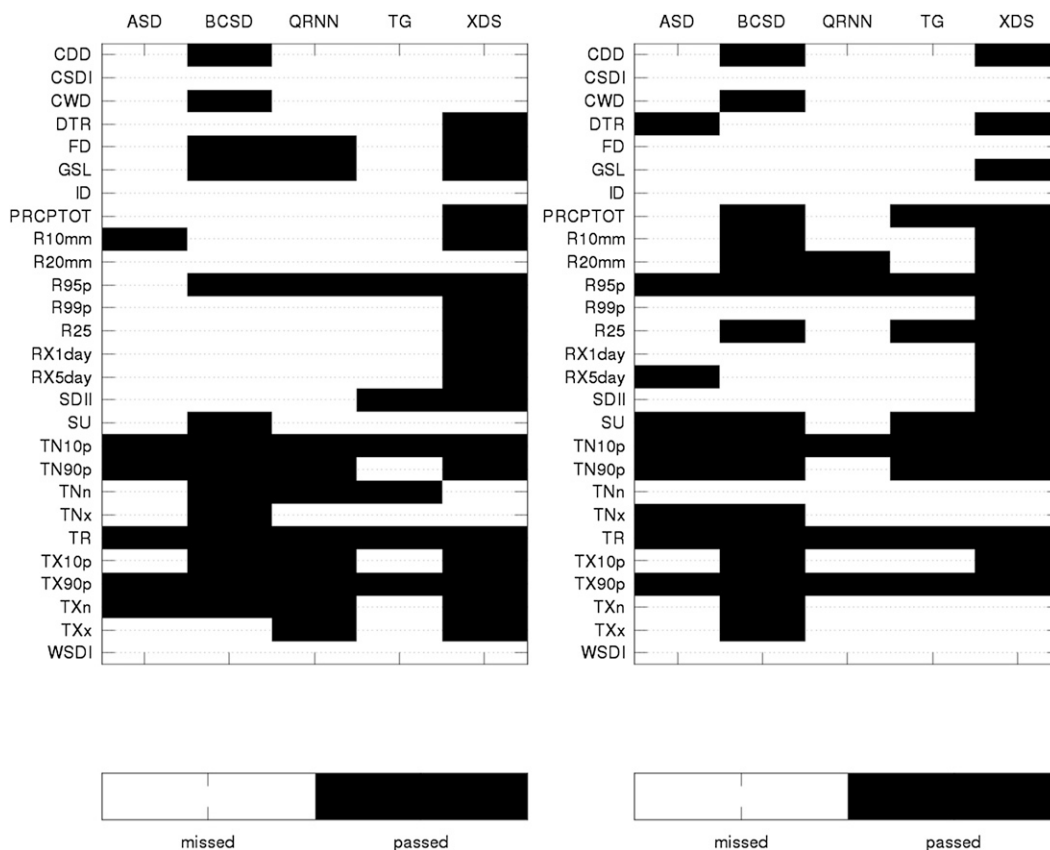 ASD BCSD QRNN TG XDS
CDD
CSDI
CWD
DTR
FD
GSL
ID
PRCPTOT
R10mm
R20mm
R95p
R99p
R25
RX1day
RX5day
SDII
SU
TN10p
TN90p
TNn
TNx
TR
TX10p
TX90p
TXn
TXx
WSDI
missed passed
ASD BCSD QRNN TG XDS
CDD
CSDI
CWD
DTR
FD
GSL
ID
PRCPTOT
R10mm
R20mm
R95p
R99p
R25
RX1day
RX5day
SDII
SU
TN10p
TN90p
TNn
TNx
TR
TX10p
TX90p
TXn
TXx
WSDI
missed passed